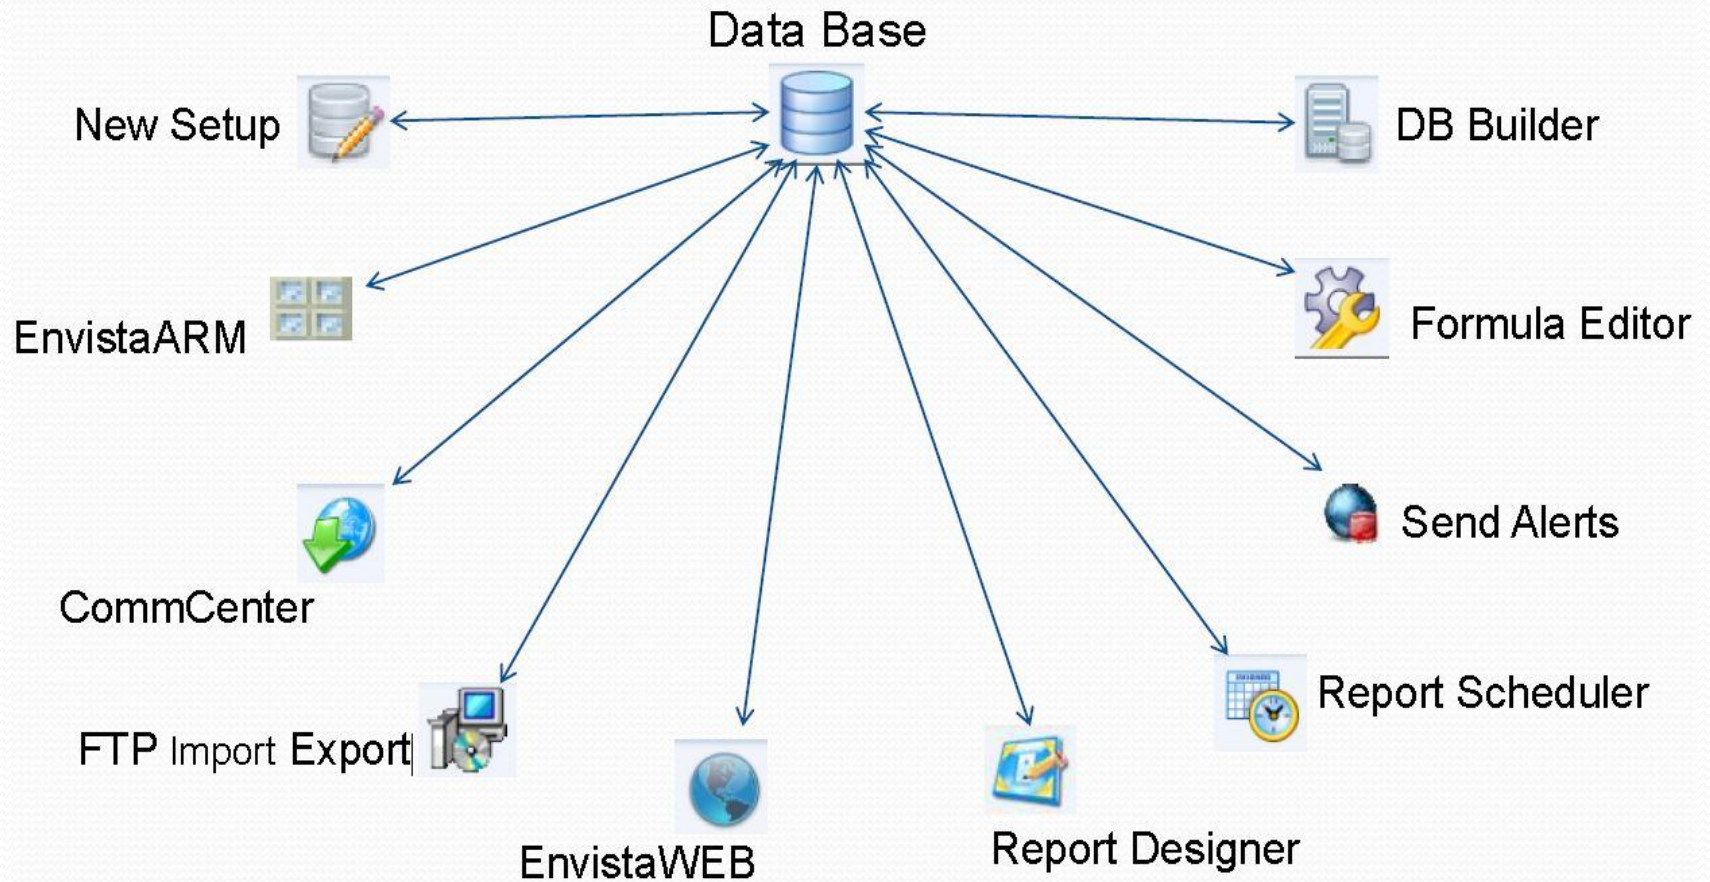 Data Base
New Setup
DB Builder
EnvistaARM
Formula Editor
CommCenter
Send Alerts
FTP Import Export
Report Scheduler
EnvistaWEB
Report Designer